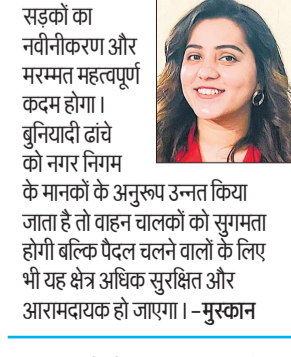 सड़कों का
नवीनीकरण और
मरम्मत महत्वपूर्ण
कदम होगा।
बुनियादी ढांचे
को नगर निगम
के मानकों के अनुरूप उन्नत किया
जाता है तो वाहन चालकों को सुगमता
होगी बल्कि पैदल चलने वालों के लिए
भी यह क्षेत्र अधिक सुरक्षित और
आरामदायक हो जाएगा। -मुस्कान